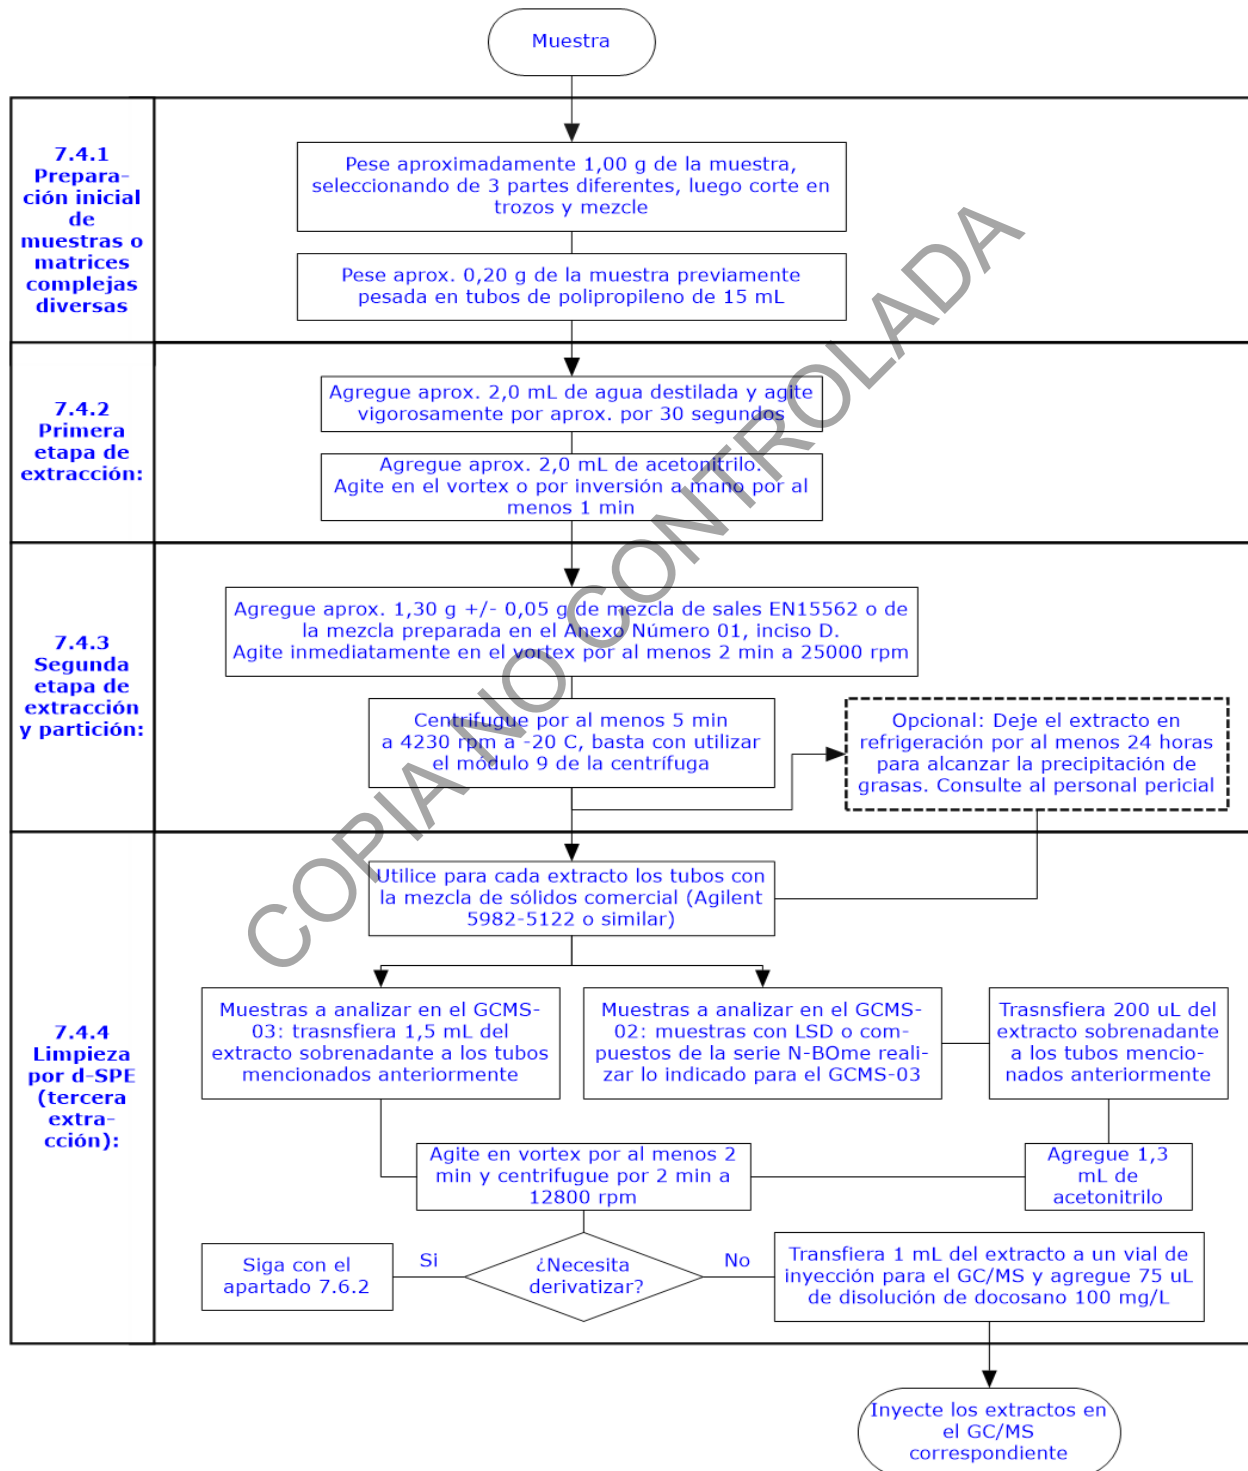 Muestra
7.4.1
Prepara-
ción inicial
de
muestras o
matrices
complejas
diversas
Pese aproximadamente 1,00 g de la muestra,
seleccionando de 3 partes diferentes, luego corte en
trozos y mezcle
Pese aprox. 0,20 g de la muestra previamente
pesada en tubos de polipropileno de 15 mL
7.4.2
Primera
etapa de
extracción:
Agregue aprox. 2,0 mL de agua destilada y agite
vigorosamente por aprox. por 30 segundos
Agregue aprox. 2,0 mL de acetonitrilo.
Agite en el vortex o por inversión a mano por al
menos 1 min
7.4.3
Segunda
etapa de
extracción
y partición:
Agregue aprox. 1,30 g +/- 0,05 g de mezcla de sales EN15562 o de
la mezcla preparada en el Anexo Número 01, inciso D.
Agite inmediatamente en el vortex por al menos 2 min a 25000 rpm
Centrifugue por al menos 5 min
a 4230 rpm a -20 C, basta con utilizar
el módulo 9 de la centrífuga
Opcional: Deje el extracto en
refrigeración por al menos 24 horas
para alcanzar la precipitación de
grasas. Consulte al personal pericial
7.4.4
Limpieza
por d-SPE
(tercera
extra-
cción):
Utilice para cada extracto los tubos con
la mezcla de sólidos comercial (Agilent
5982-5122 o similar)
Muestras a analizar en el GCMS-
03: trasnsfiera 1,5 mL del
extracto sobrenadante a los tubos
mencionados anteriormente
Muestras a analizar en el GCMS-
02: muestras con LSD o com-
puestos de la serie N-BOme reali-
zar lo indicado para el GCMS-03
Trasnsfiera 200 uL del
extracto sobrenadante
a los tubos mencio-
nados anteriormente
Agite en vortex por al menos 2
min y centrifugue por 2 min a
12800 rpm
Agregue 1,3
mL de
acetonitrilo
Siga con el
apartado 7.6.2
Si
¿Necesita
derivatizar?
No
Transfiera 1 mL del extracto a un vial de
inyección para el GC/MS y agregue 75 uL
de disolución de docosano 100 mg/L
Inyecte los extractos en
el GC/MS
correspondiente
COPIA NO CONTROLADA